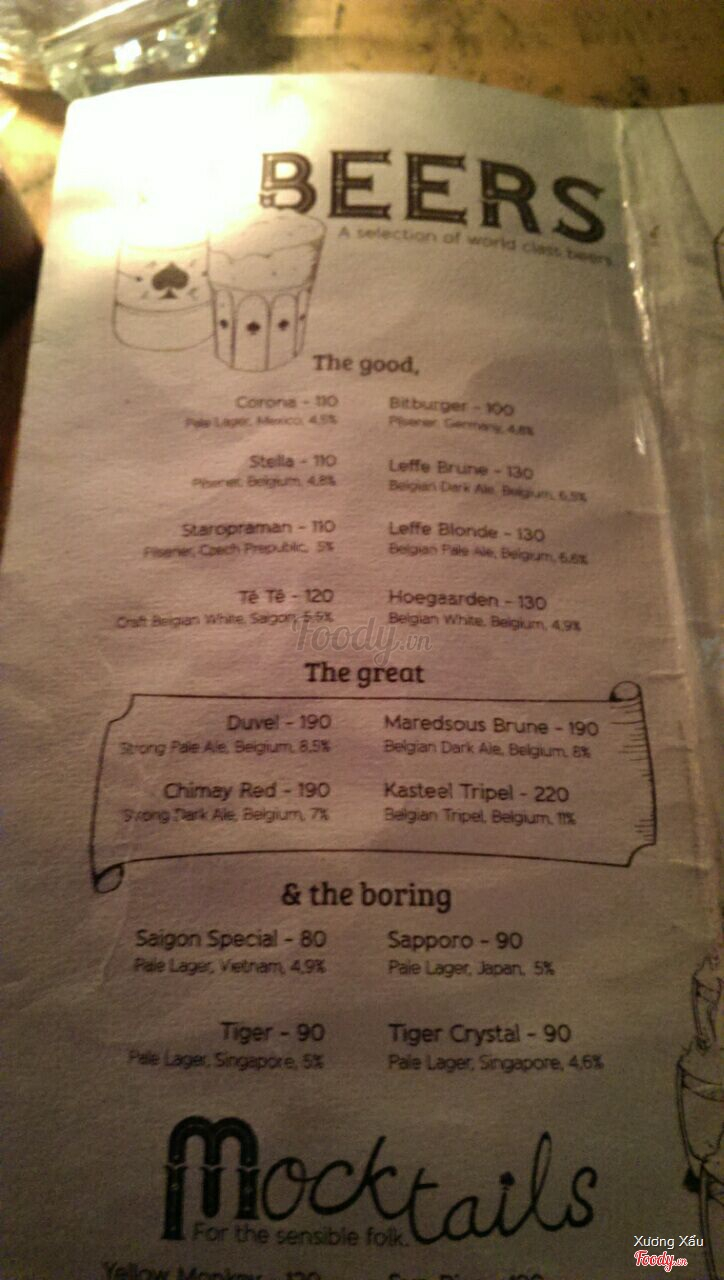 BEERS
A selection of world class beers
The good,
Corona - 110
Pale Lager, Mexico, 4,5%
Bitburger - 100
Pilsener, Germany, 4,8%
Stella - 110
Pilsener, Belgium, 4,8%
Leffe Brune - 130
Belgian Dark Ale, Belgium, 6,5%
Staropraman - 110
Pilsener, Czech Prepublic, 5%
Leffe Blonde - 130
Belgian Pale Ale, Belgium, 6,6%
Tê Tê - 120
Craft Belgian White, Saigon, 5,5%
Hoegaarden - 130
Belgian White, Belgium, 4,9%
Foody.vn
The great
Duvel - 190
Strong Pale Ale, Belgium, 8,5%
Maredsous Brune - 190
Belgian Dark Ale, Belgium, 8%
Chimay Red - 190
Strong Dark Ale, Belgium, 7%
Kasteel Tripel - 220
Belgian Tripel, Belgium, 11%
& the boring
Saigon Special - 80
Pale Lager, Vietnam, 4,9%
Sapporo - 90
Pale Lager, Japan, 5%
Tiger - 90
Pale Lager, Singapore, 5%
Tiger Crystal - 90
Pale Lager, Singapore, 4,6%
Mocktails
For the sensible folk.
Yellow
Xương Xẩu
Foody.vn